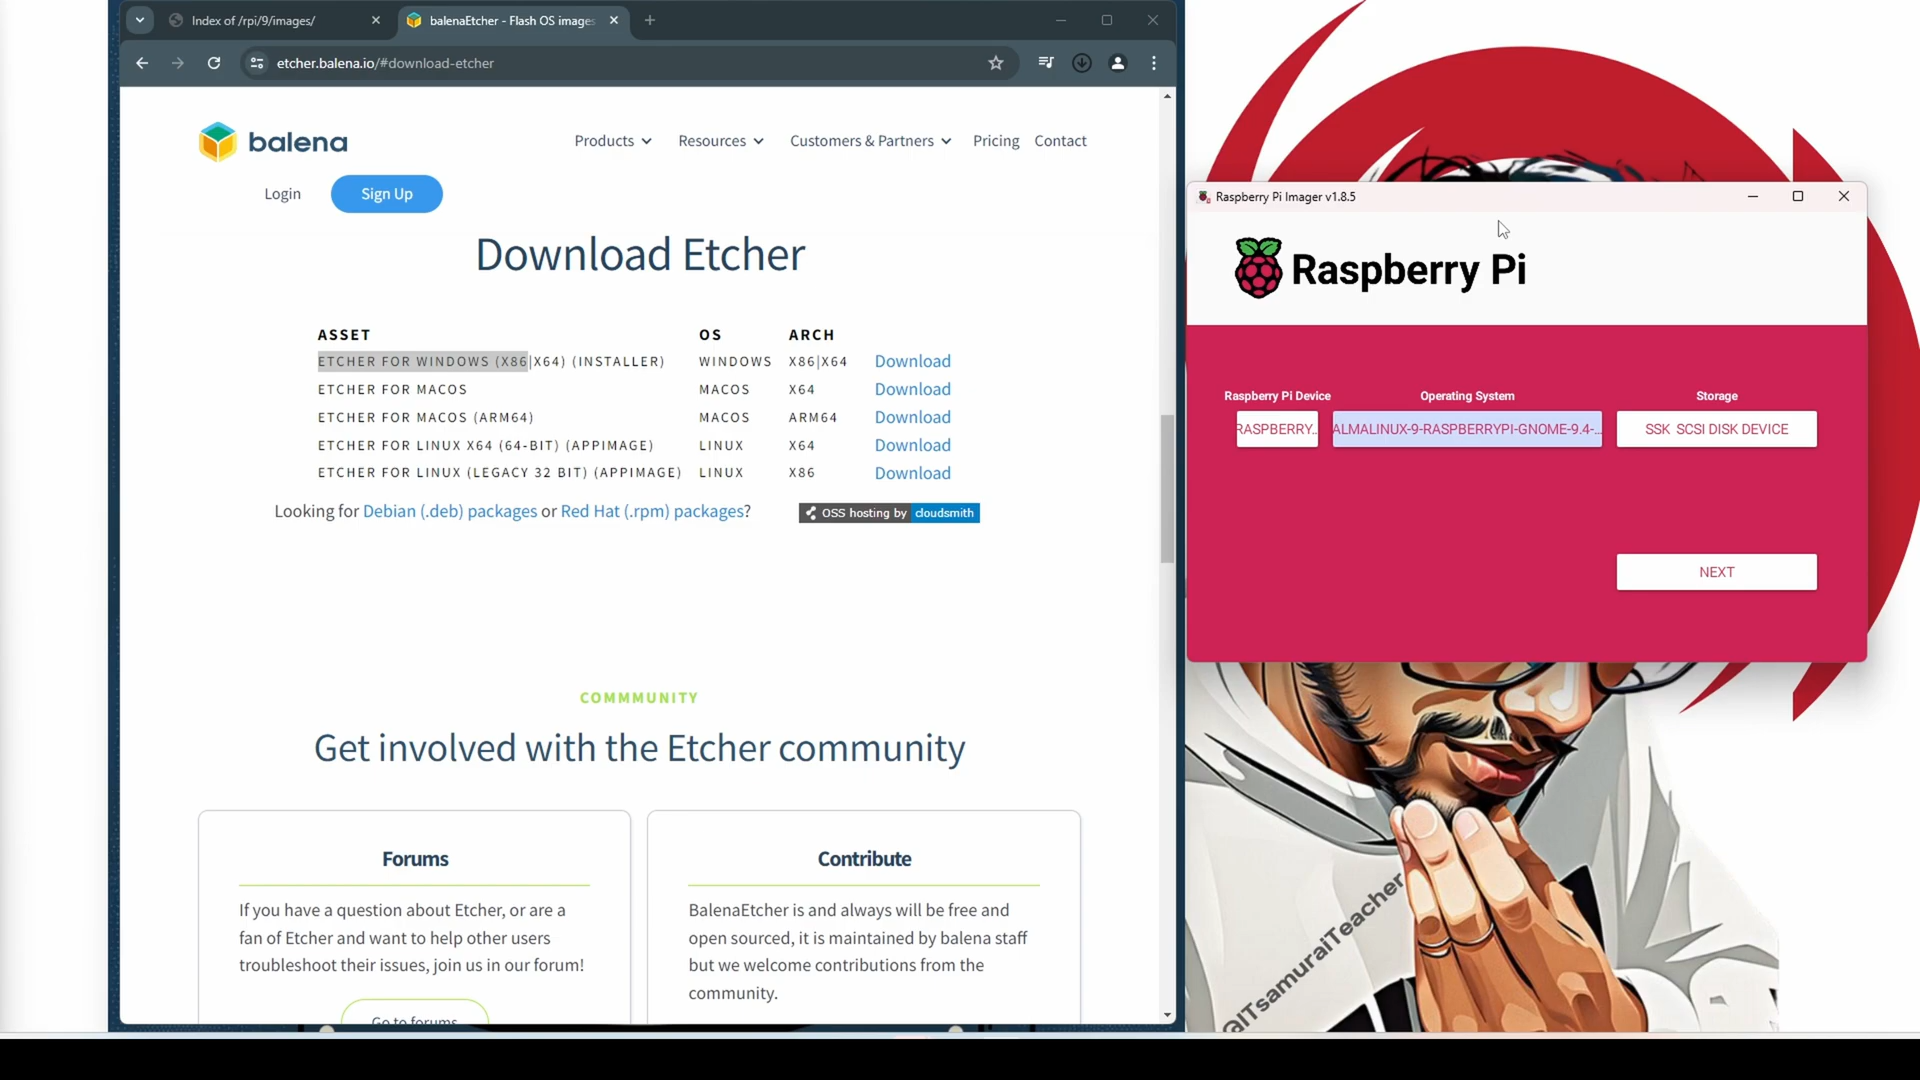 Index of /rpi/9/images/
balenaEtcher - Flash OS images
etcher.balena.io/#download-etcher
balena
Products
Resources
Customers & Partners
Pricing
Contact
Login
Sign Up
Download Etcher
ASSET OS ARCH
ETCHER FOR WINDOWS (X86|X64) (INSTALLER) WINDOWS X86|X64 Download
ETCHER FOR MACOS MACOS X64 Download
ETCHER FOR MACOS (ARM64) MACOS ARM64 Download
ETCHER FOR LINUX X64 (64-BIT) (APPIMAGE) LINUX X64 Download
ETCHER FOR LINUX (LEGACY 32 BIT) (APPIMAGE) LINUX X86 Download
Looking for Debian (.deb) packages or Red Hat (.rpm) packages?
OSS hosting by cloudsmith
COMMMUNITY
Get involved with the Etcher community
Forums
If you have a question about Etcher, or are a
fan of Etcher and want to help other users
troubleshoot their issues, join us in our forum!
Go to forums
Contribute
BalenaEtcher is and always will be free and
open sourced, it is maintained by balena staff
but we welcome contributions from the
community.
Raspberry Pi Imager v1.8.5
Raspberry Pi
Raspberry Pi Device
Operating System
Storage
RASPBERRY...
ALMALINUX-9-RASPBERRYPI-GNOME-9.4-...
SSK SCSI DISK DEVICE
NEXT
@ITsamuraiTeacher